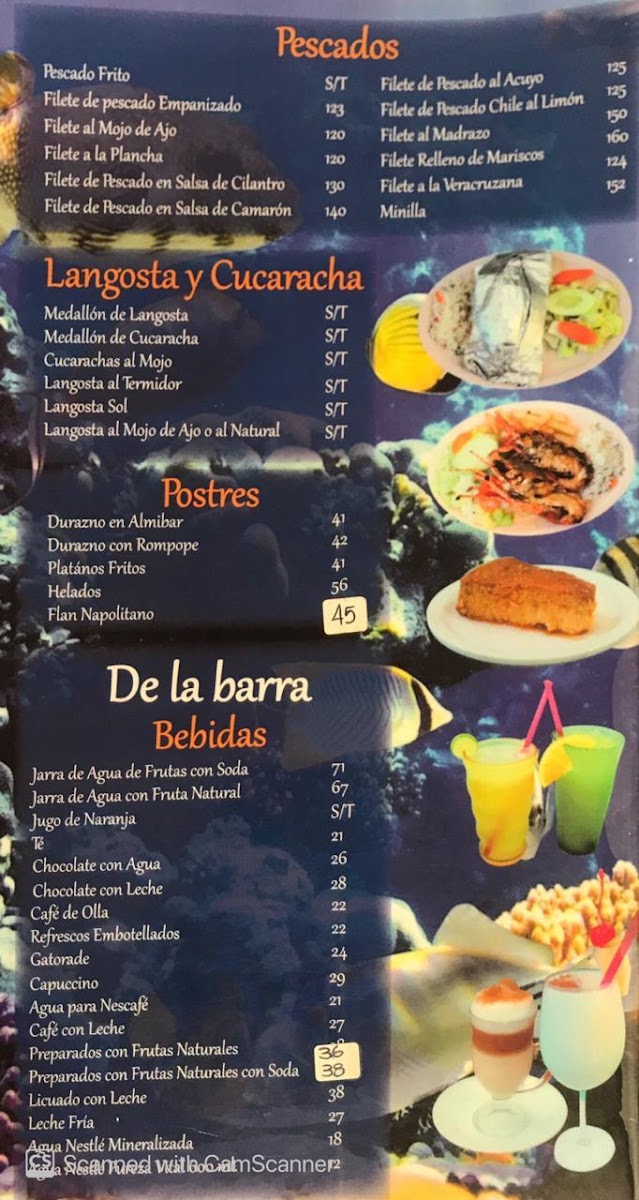 Pescados
Pescado Frito S/T
Filete de pescado Empanizado 123
Filete al Mojo de Ajo 120
Filete a la Plancha 120
Filete de Pescado en Salsa de Cilantro 130
Filete de Pescado en Salsa de Camarón 140
Filete de Pescado al Acuyo 125
Filete de Pescado Chile al Limón 125
Filete al Madrazo 150
Filete Relleno de Mariscos 160
Filete a la Veracruzana 124
Minilla 152
Langosta y Cucaracha
Medallón de Langosta S/T
Medallón de Cucaracha S/T
Cucarachas al Mojo S/T
Langosta al Termidor S/T
Langosta Sol S/T
Langosta al Mojo de Ajo o al Natural S/T
Postres
Durazno en Almibar 41
Durazno con Rompope 42
Platános Fritos 41
Helados 56
Flan Napolitano 45
De la barra
Bebidas
Jarra de Agua de Frutas con Soda 71
Jarra de Agua con Fruta Natural 67
Jugo de Naranja S/T
Té 21
Chocolate con Agua 26
Chocolate con Leche 28
Café de Olla 22
Refrescos Embotellados 22
Gatorade 24
Capuccino 29
Agua para Nescafé 21
Café con Leche 27
Preparados con Frutas Naturales 36
Preparados con Frutas Naturales con Soda 38
Licuado con Leche 38
Leche Fría 27
Agua Nestlé Mineralizada 18
Agua Nestlé Pureza Vital 600 ml 12
CS Scanned with CamScanner